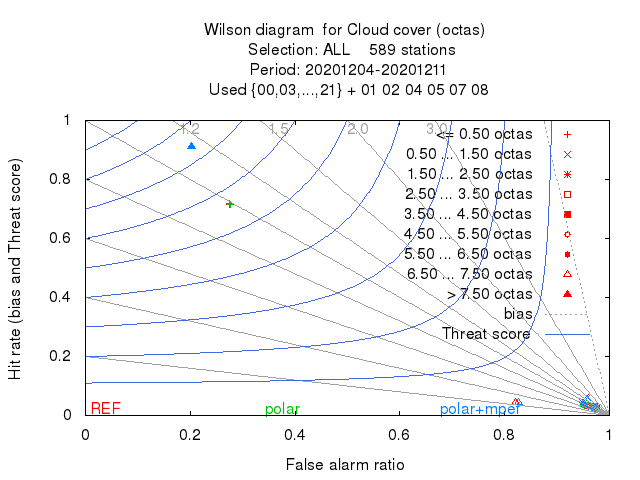 Wilson diagram  for Cloud cover (octas)
Selection: ALL    589 stations
Period: 20201204-20201211
Used {00,03,...,21} + 01 02 04 05 07 08
Hit rate (bias and Threat score)
1
0.8
0.6
0.4
0.2
0
1.2 1.5 2.0 3.0
<= 0.50 octas
0.50 ... 1.50 octas
1.50 ... 2.50 octas
2.50 ... 3.50 octas
3.50 ... 4.50 octas
4.50 ... 5.50 octas
5.50 ... 6.50 octas
6.50 ... 7.50 octas
> 7.50 octas
bias
Threat score
REF polar polar+mpef
0 0.2 0.4 0.6 0.8 1
False alarm ratio